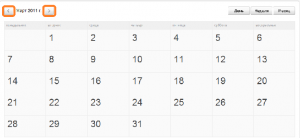 Март 2011 г.
День Неделя Месяц
понедельник вторник среда четверг пятница суббота воскресенье
1 2 3 4 5 6
7 8 9 10 11 12 13
14 15 16 17 18 19 20
21 22 23 24 25 26 27
28 29 30 31